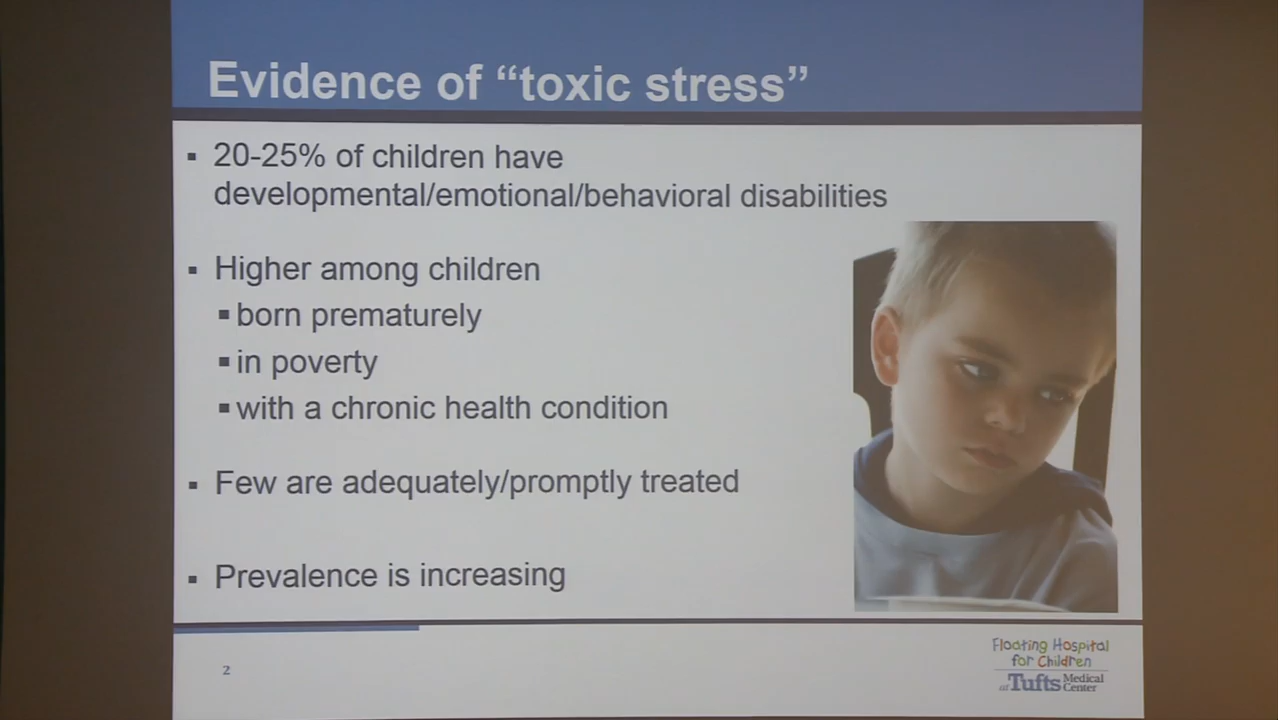 Evidence of “toxic stress”
▪ 20-25% of children have
developmental/emotional/behavioral disabilities
▪ Higher among children
▪ born prematurely
▪ in poverty
▪ with a chronic health condition
▪ Few are adequately/promptly treated
▪ Prevalence is increasing
2
Floating Hospital
for Children
at Tufts Medical
Center